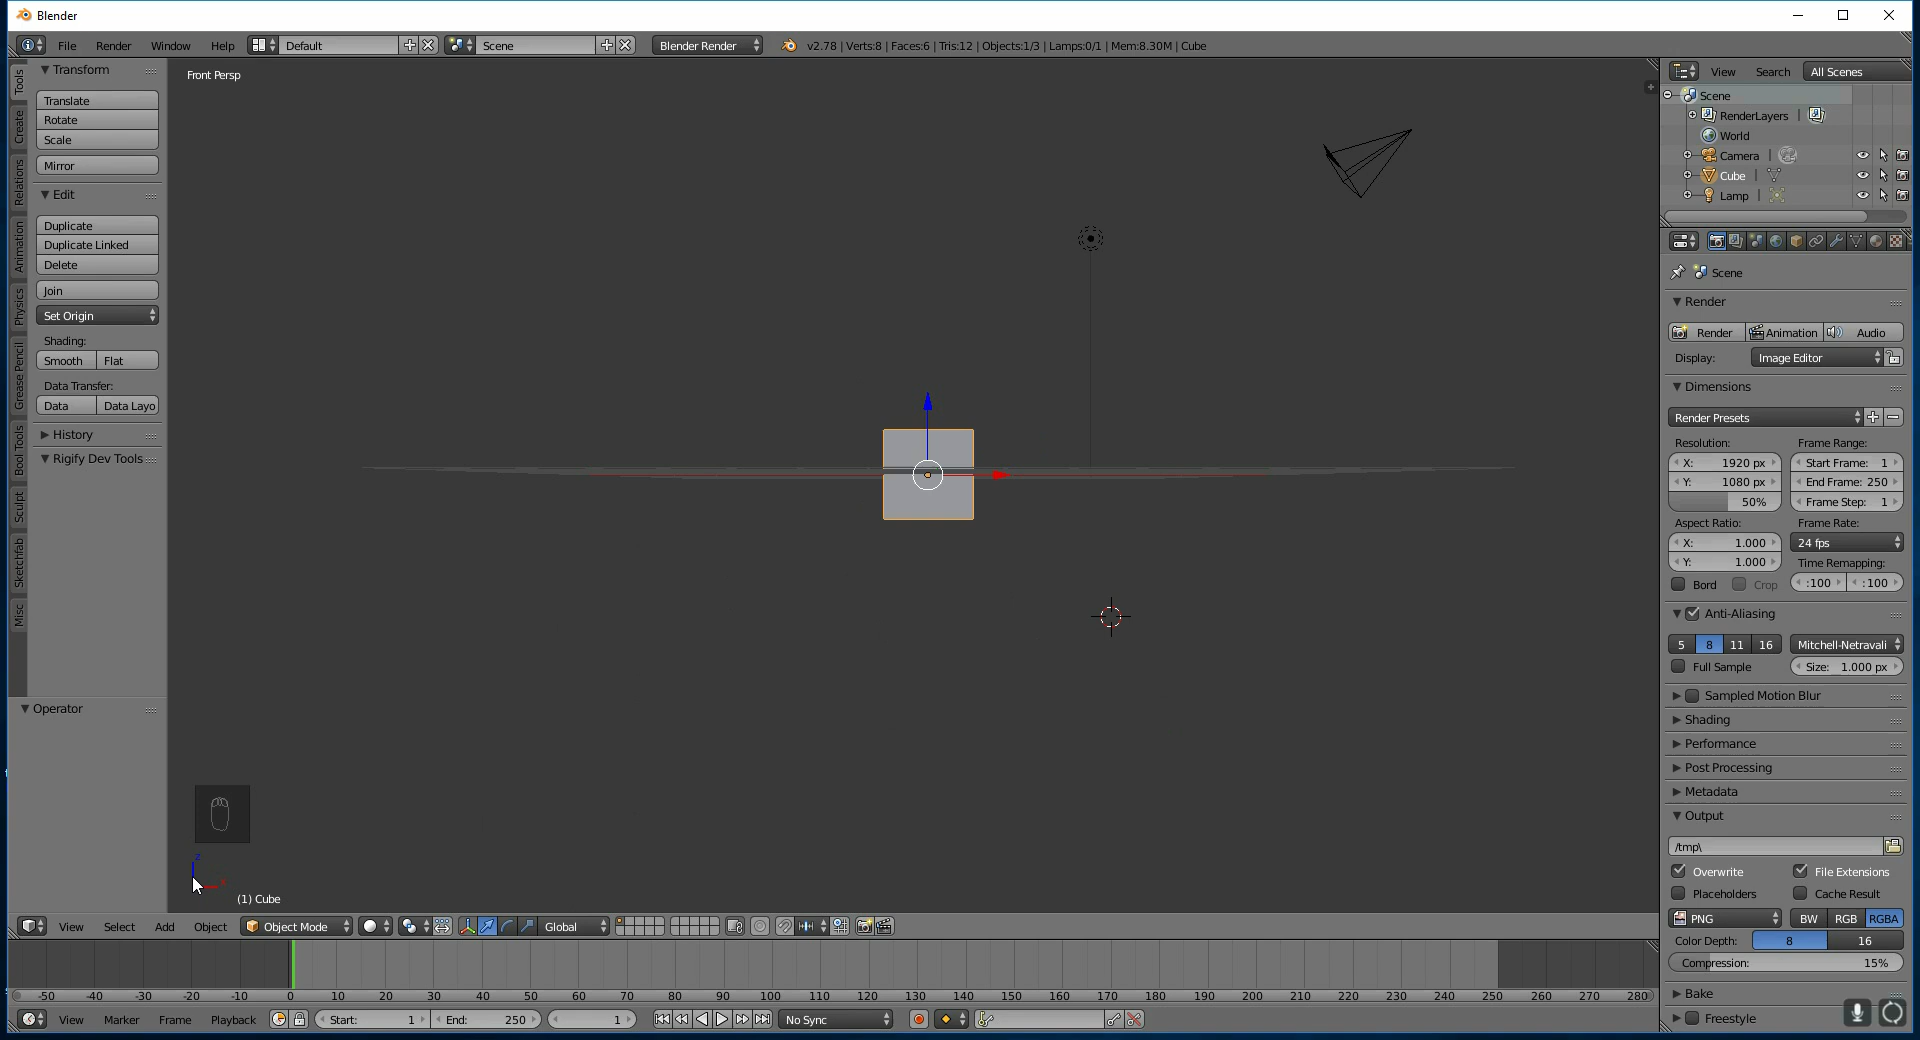 Blender
File Render Window Help Default Scene Blender Render v2.78 | Verts:8 | Faces:6 | Tris:12 | Objects:1/3 | Lamps:0/1 | Mem:8.30M | Cube
Tools
Create
Relations
Animation
Physics
Grease Pencil
Bool Tools
Sculpt
Sketchfab
Misc
Transform
Translate
Rotate
Scale
Mirror
Edit
Duplicate
Duplicate Linked
Delete
Join
Set Origin
Shading:
Smooth Flat
Data Transfer:
Data Data Layo
History
Rigify Dev Tools
Operator
Front Persp
z
x
(1) Cube
View Select Add Object Object Mode Global
-50 -40 -30 -20 -10 0 10 20 30 40 50 60 70 80 90 100 110 120 130 140 150 160 170 180 190 200 210 220 230 240 250 260 270 280
View Marker Frame Playback Start: 1 End: 250 1 No Sync
View Search All Scenes
Scene
RenderLayers
World
Camera
Cube
Lamp
Scene
Render
Render Animation Audio
Display: Image Editor
Dimensions
Render Presets
Resolution: Frame Range:
X: 1920 px Start Frame: 1
Y: 1080 px End Frame: 250
50% Frame Step: 1
Aspect Ratio: Frame Rate:
X: 1.000 24 fps
Y: 1.000 Time Remapping:
Bord Crop :100 :100
Anti-Aliasing
5 8 11 16 Mitchell-Netravali
Full Sample Size: 1.000 px
Sampled Motion Blur
Shading
Performance
Post Processing
Metadata
Output
/tmp\
Overwrite File Extensions
Placeholders Cache Result
PNG BW RGB RGBA
Color Depth: 8 16
Compression: 15%
Bake
Freestyle